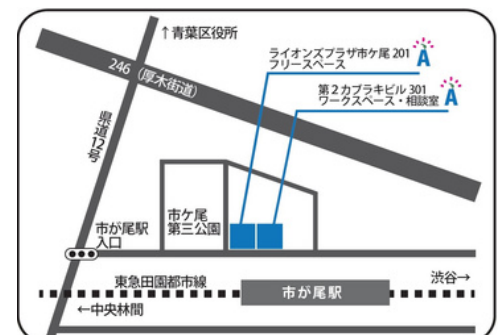 ↑青葉区役所
ライオンズプラザ市ケ尾 201
フリースペース
246（厚木街道）
第２カブラキビル 301
ワークスペース・相談室
県道12号
市ケ尾
第三公園
市が尾駅
入口
東急田園都市線
渋谷→
市が尾駅
←中央林間